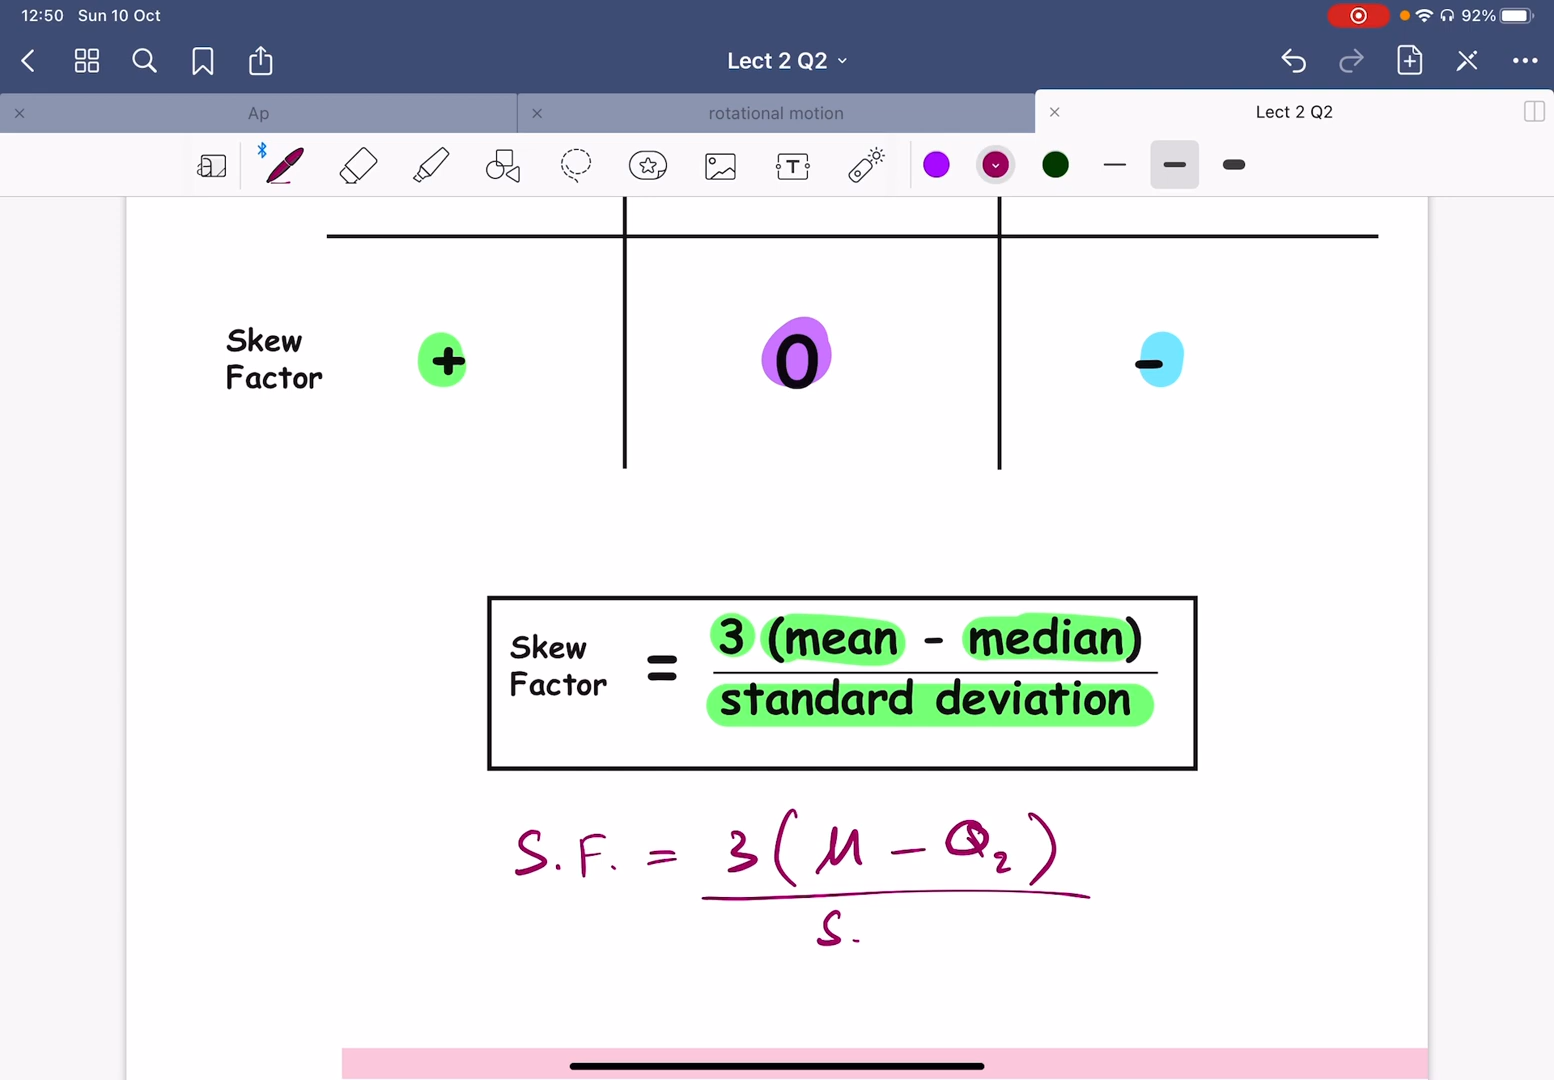 12:50 Sun 10 Oct 92%
Lect 2 Q2
Ap rotational motion Lect 2 Q2
Skew
Factor
+ 0 -
Skew
Factor
= 3 (mean - median)
standard deviation
S.F. = 3(μ - Q₂)
S.